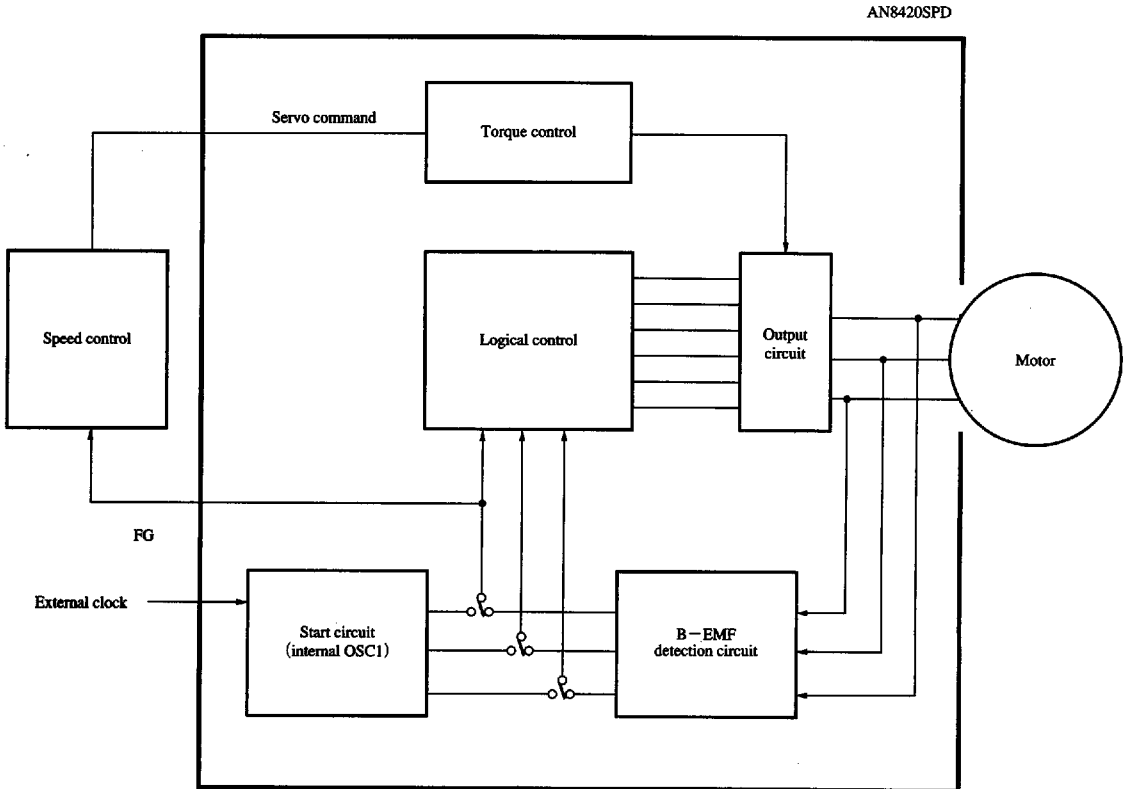 AN8420SPD
Servo command
Torque control
Speed control
Logical control
Output
circuit
Motor
FG
External clock
Start circuit
(internal OSC1)
B－EMF
detection circuit